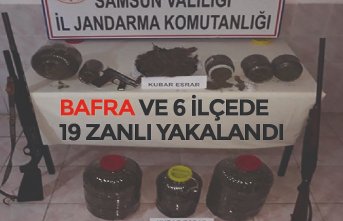 SAMSUN VALİLİĞİ
İL JANDARMA KOMUTANLIĞI
KUBAR ESRAR
BAFRA VE 6 İLÇEDE
19 ZANLI YAKALANDI